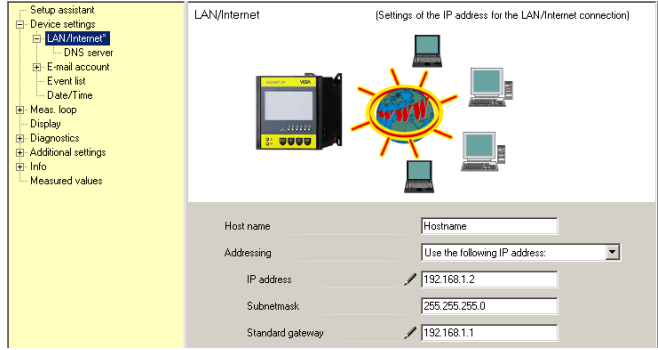 Setup assistant
Device settings
LAN/Internet*
DNS server
E-mail account
Event list
Date/Time
Meas. loop
Display
Diagnostics
Additional settings
Info
Measured values
LAN/Internet
(Settings of the IP address for the LAN/Internet connection)
VEGA
WWW
Host name
Hostname
Addressing
Use the following IP address:
IP address
192.168.1.2
Subnetmask
255.255.255.0
Standard gateway
192.168.1.1